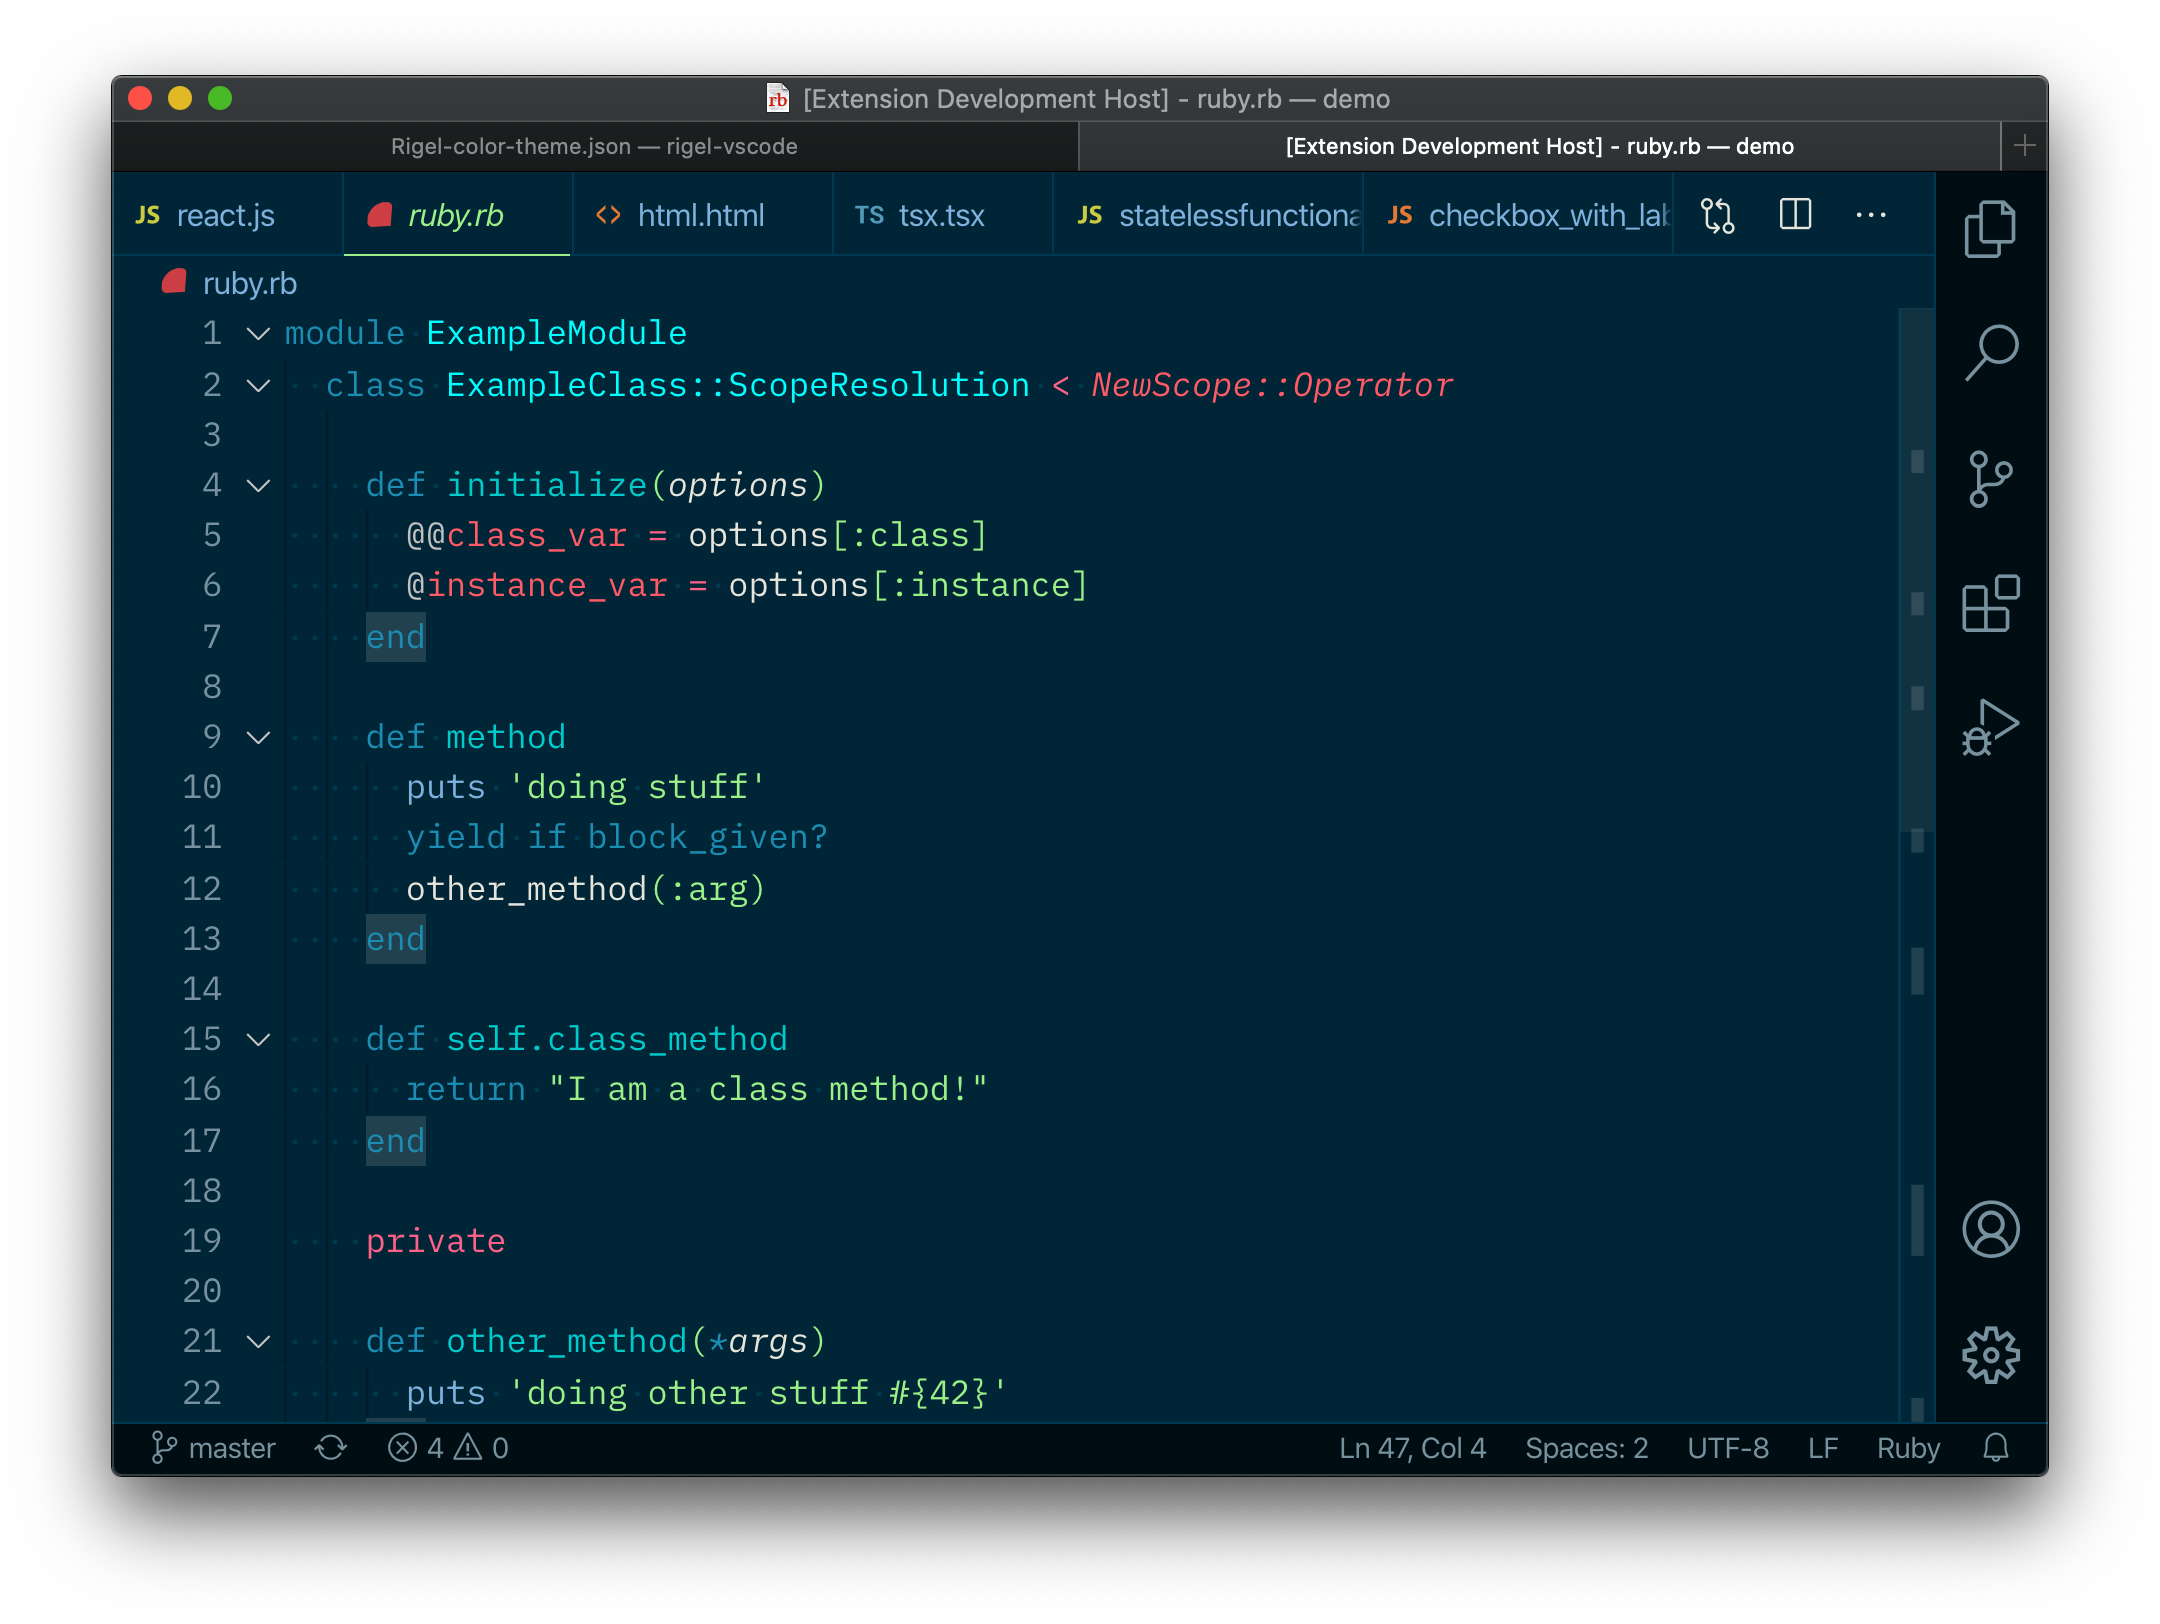 rb [Extension Development Host] - ruby.rb — demo
Rigel-color-theme.json — rigel-vscode [Extension Development Host] - ruby.rb — demo
JS react.js ruby.rb <> html.html TS tsx.tsx JS statelessfunctiona JS checkbox_with_lab
ruby.rb
1 module ExampleModule
2 class ExampleClass::ScopeResolution < NewScope::Operator
3
4 def initialize(options)
5 @@class_var = options[:class]
6 @instance_var = options[:instance]
7 end
8
9 def method
10 puts 'doing stuff'
11 yield if block_given?
12 other_method(:arg)
13 end
14
15 def self.class_method
16 return "I am a class method!"
17 end
18
19 private
20
21 def other_method(*args)
22 puts 'doing other stuff #{42}'
master 4 0 Ln 47, Col 4 Spaces: 2 UTF-8 LF Ruby